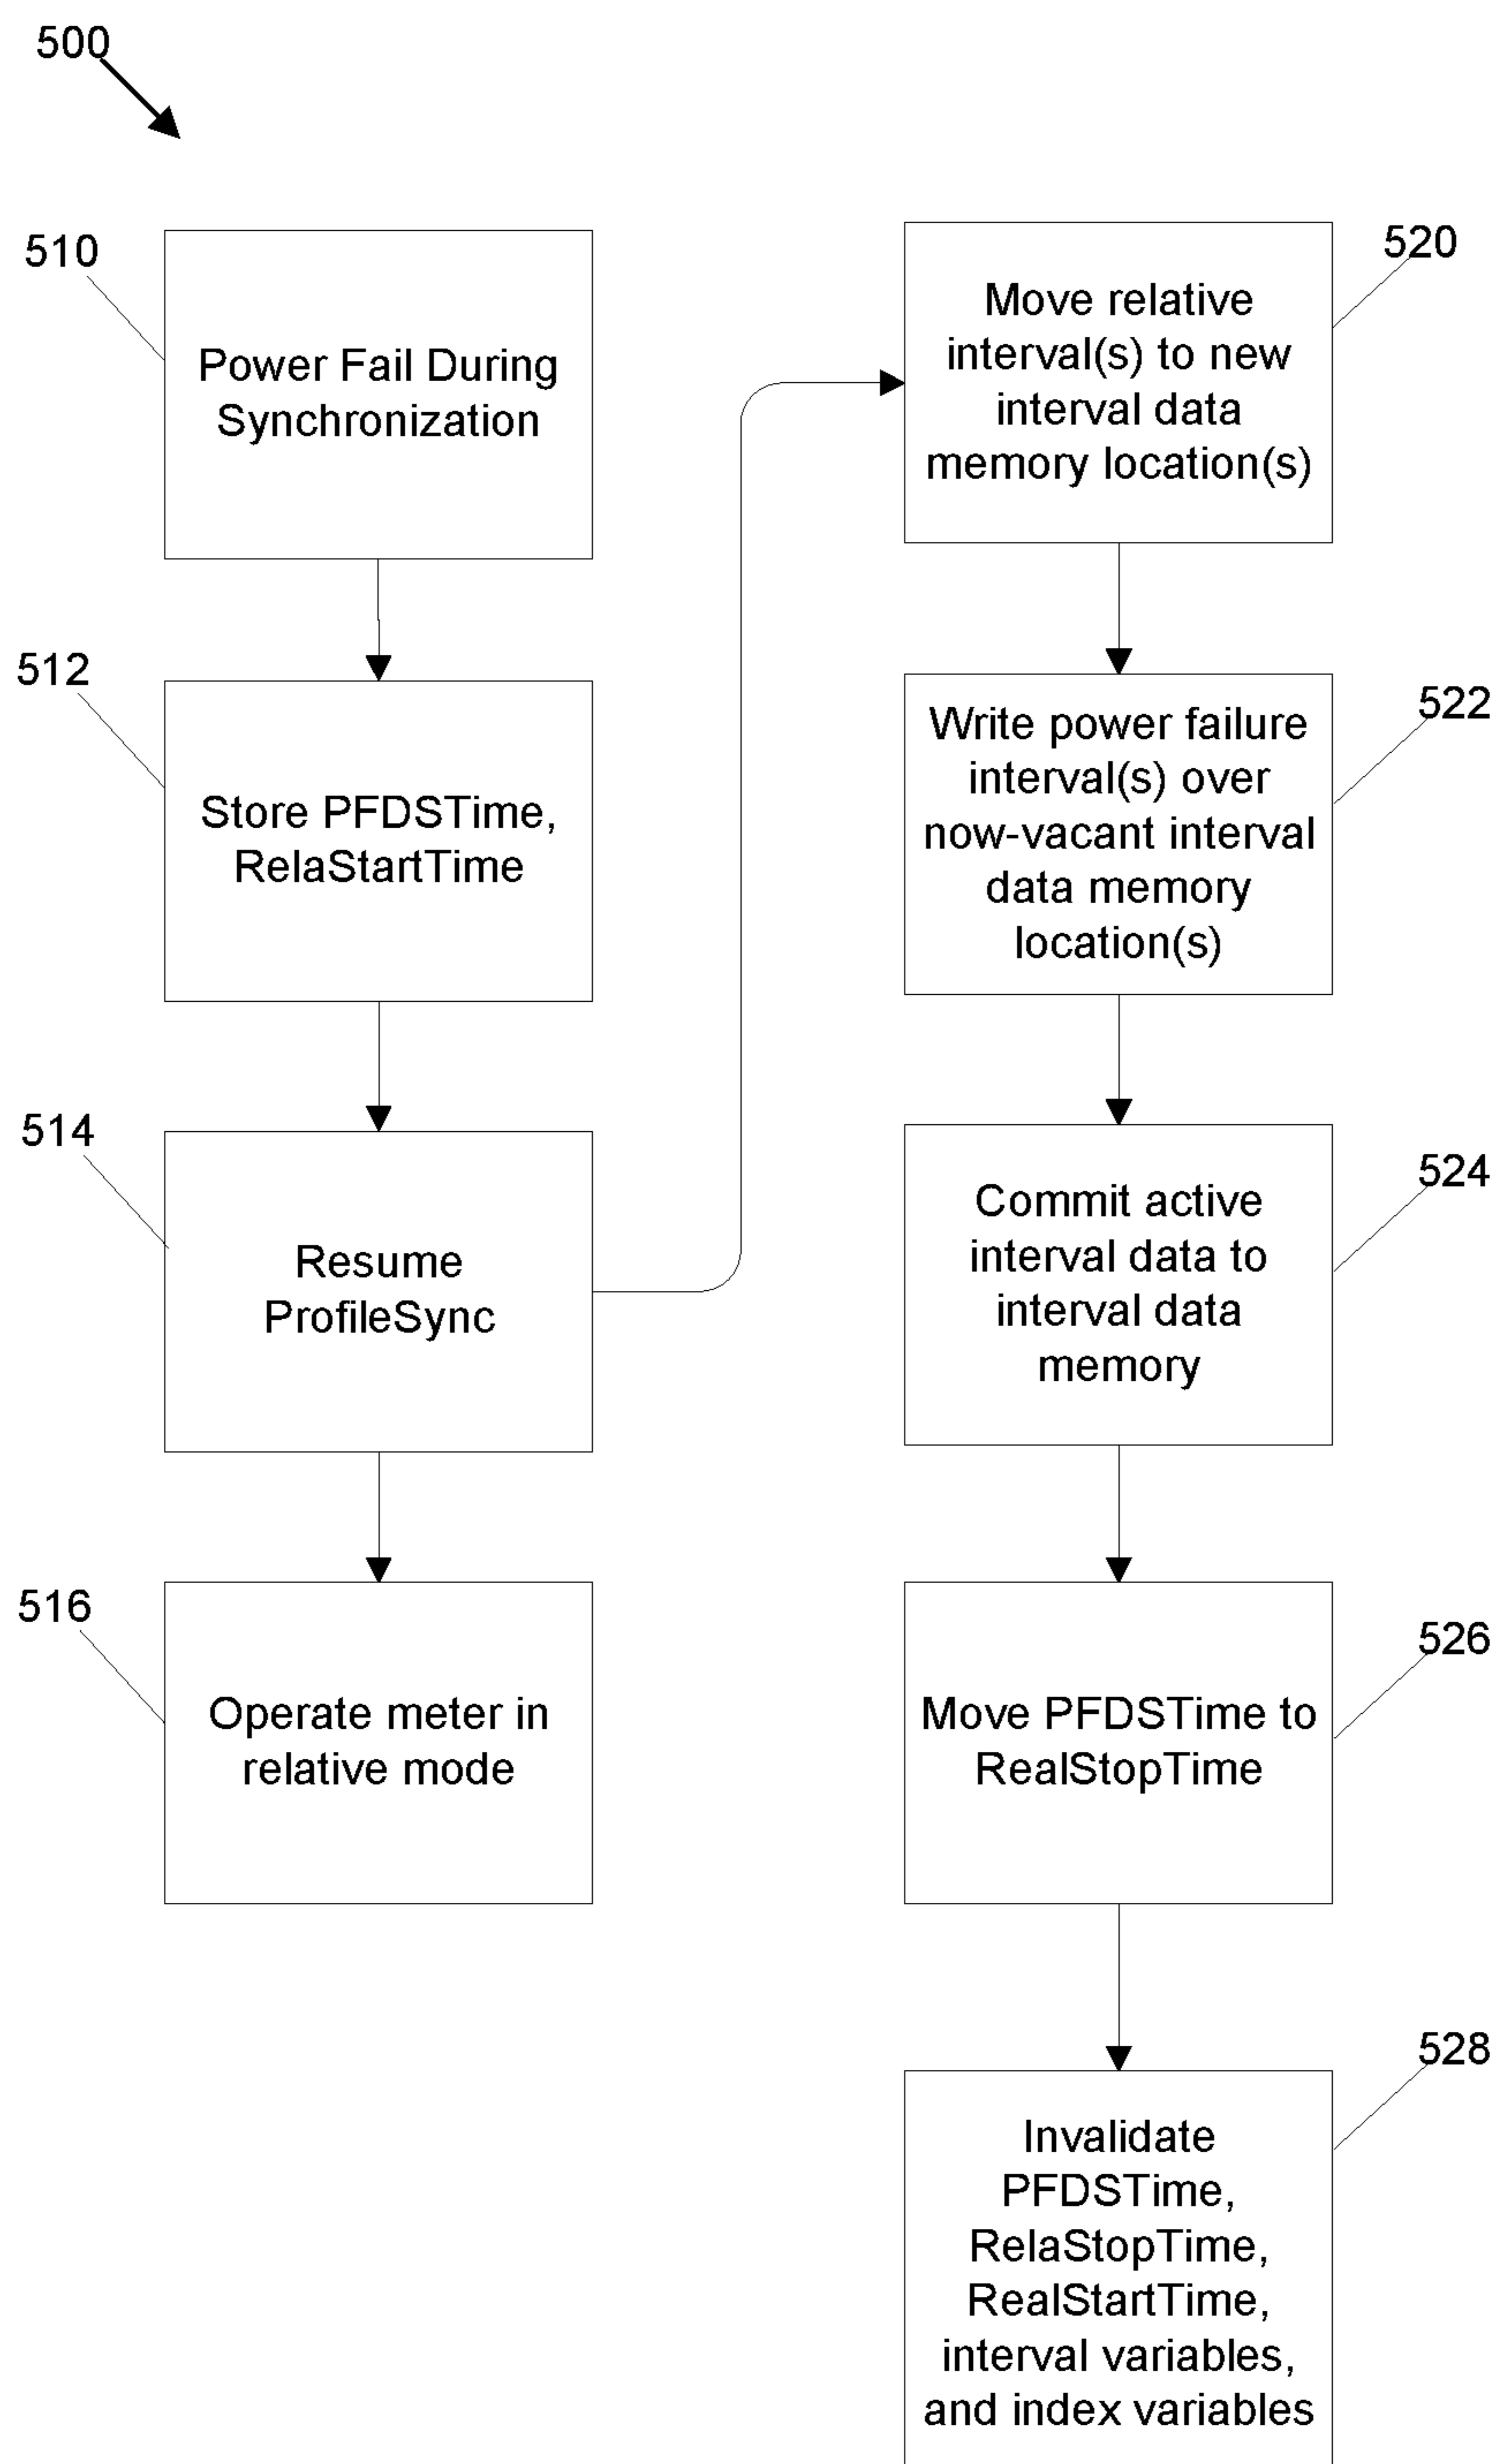 500
510
Power Fail During
Synchronization
512
Store PFDSTime,
RelaStartTime
514
Resume
ProfileSync
516
Operate meter in
relative mode
520
Move relative
interval(s) to new
interval data
memory location(s)
522
Write power failure
interval(s) over
now-vacant interval
data memory
location(s)
524
Commit active
interval data to
interval data
memory
526
Move PFDSTime to
RealStopTime
528
Invalidate
PFDSTime,
RelaStopTime,
RealStartTime,
interval variables,
and index variables